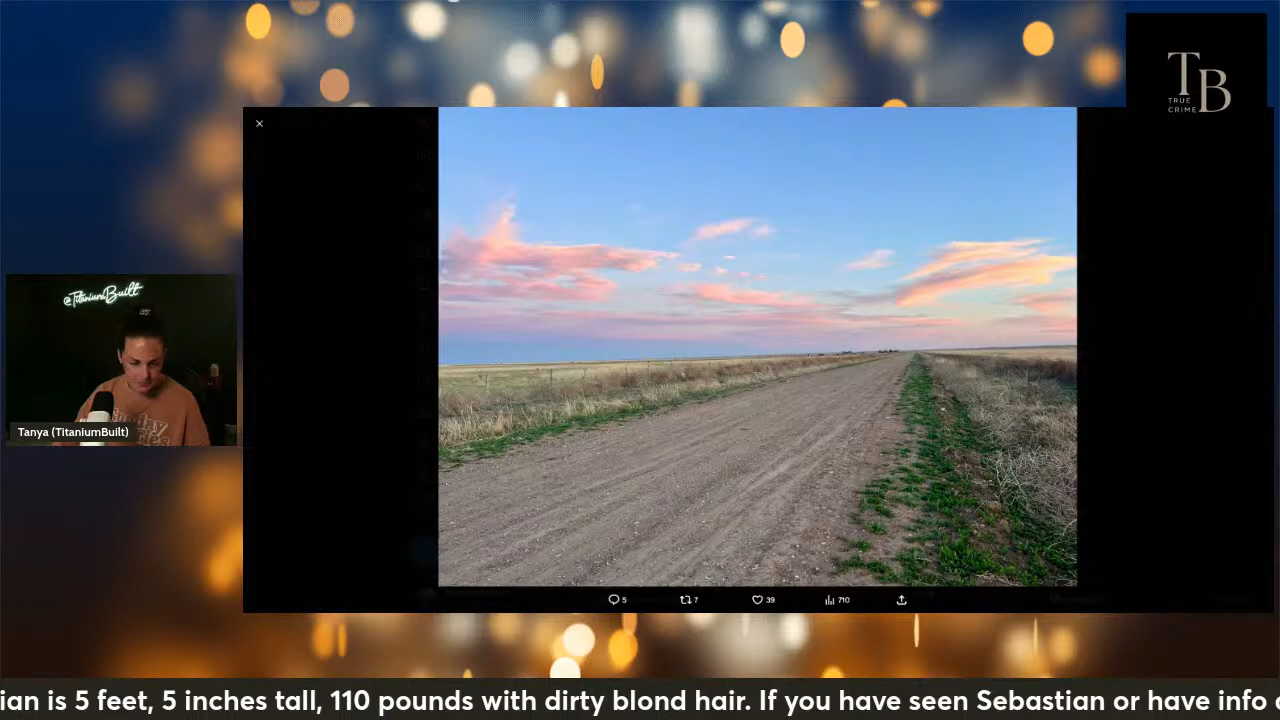 TB
TRUE
CRIME
@TitaniumBuilt
Tanya (TitaniumBuilt)
5
7
39
710
ian is 5 feet, 5 inches tall, 110 pounds with dirty blond hair. If you have seen Sebastian or have info